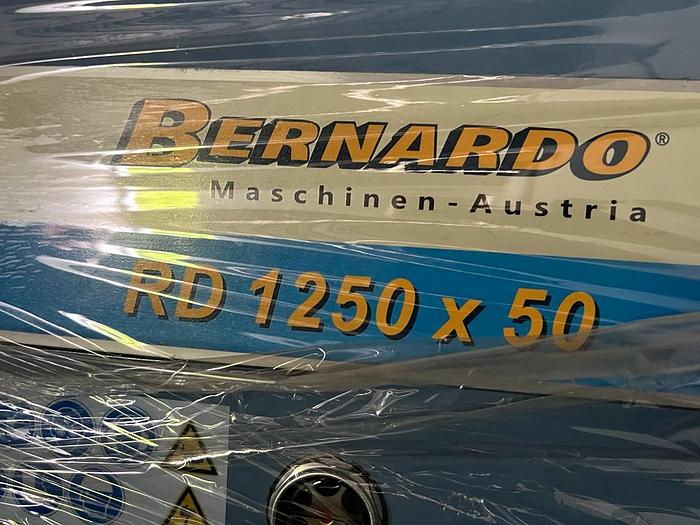 BERNARDO®
Maschinen-Austria
RD 1250 x 50